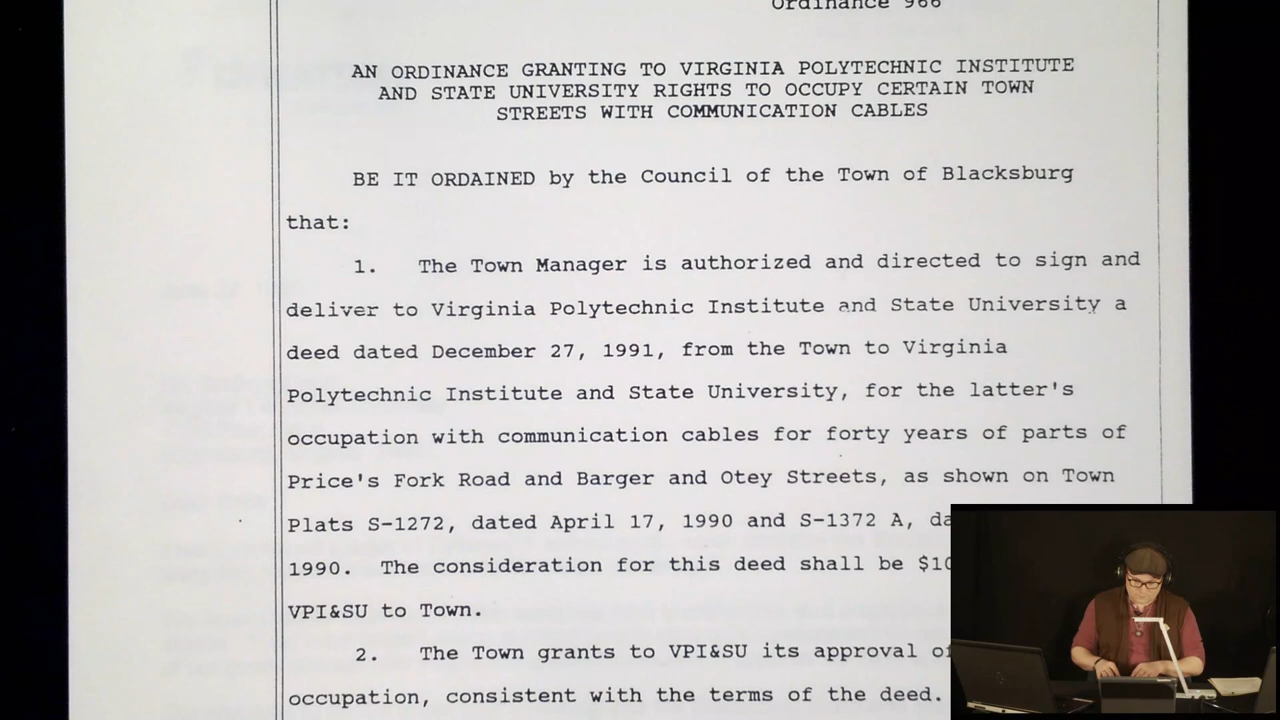 Ordinance 966
AN ORDINANCE GRANTING TO VIRGINIA POLYTECHNIC INSTITUTE
AND STATE UNIVERSITY RIGHTS TO OCCUPY CERTAIN TOWN
STREETS WITH COMMUNICATION CABLES
BE IT ORDAINED by the Council of the Town of Blacksburg
that:
1. The Town Manager is authorized and directed to sign and
deliver to Virginia Polytechnic Institute and State University a
deed dated December 27, 1991, from the Town to Virginia
Polytechnic Institute and State University, for the latter's
occupation with communication cables for forty years of parts of
Price's Fork Road and Barger and Otey Streets, as shown on Town
Plats S-1272, dated April 17, 1990 and S-1372 A,
1990. The consideration for this deed shall be
VPI&SU to Town.
2. The Town grants to VPI&SU its approval of
occupation, consistent with the terms of the deed.